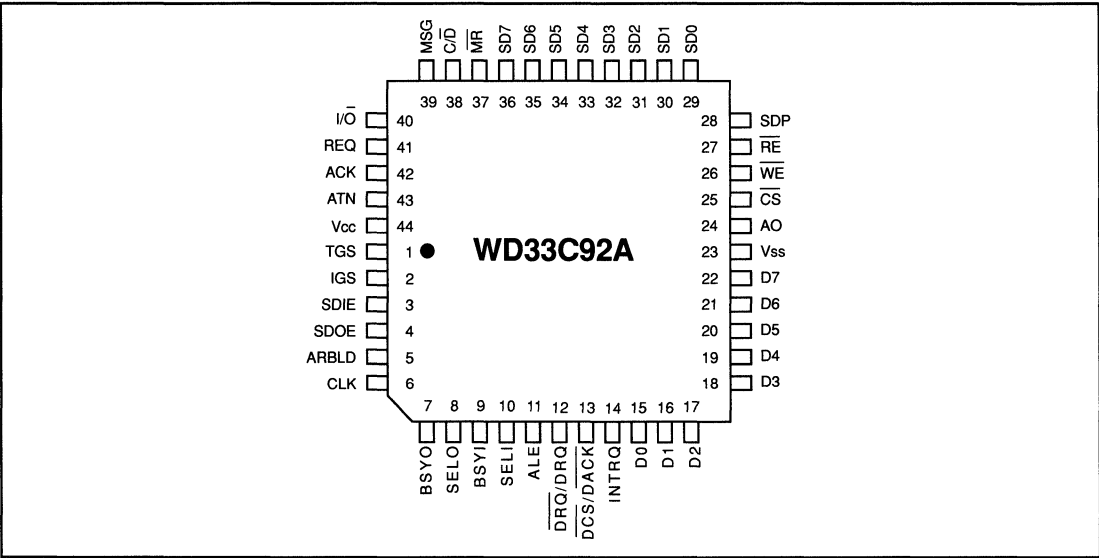 MSG C/D̅ M̅R̅ SD7 SD6 SD5 SD4 SD3 SD2 SD1 SD0
39 38 37 36 35 34 33 32 31 30 29
I/O̅ 40
REQ 41
ACK 42
ATN 43
Vcc 44
TGS 1
IGS 2
SDIE 3
SDOE 4
ARBLD 5
CLK 6
WD33C92A
28 SDP
27 R̅E̅
26 W̅E̅
25 C̅S̅
24 AO
23 Vss
22 D7
21 D6
20 D5
19 D4
18 D3
7 8 9 10 11 12 13 14 15 16 17
BSYO SELO BSYI SELI ALE D̅R̅Q̅/DRQ D̅C̅S̅/D̅A̅C̅K̅ INTRQ D0 D1 D2